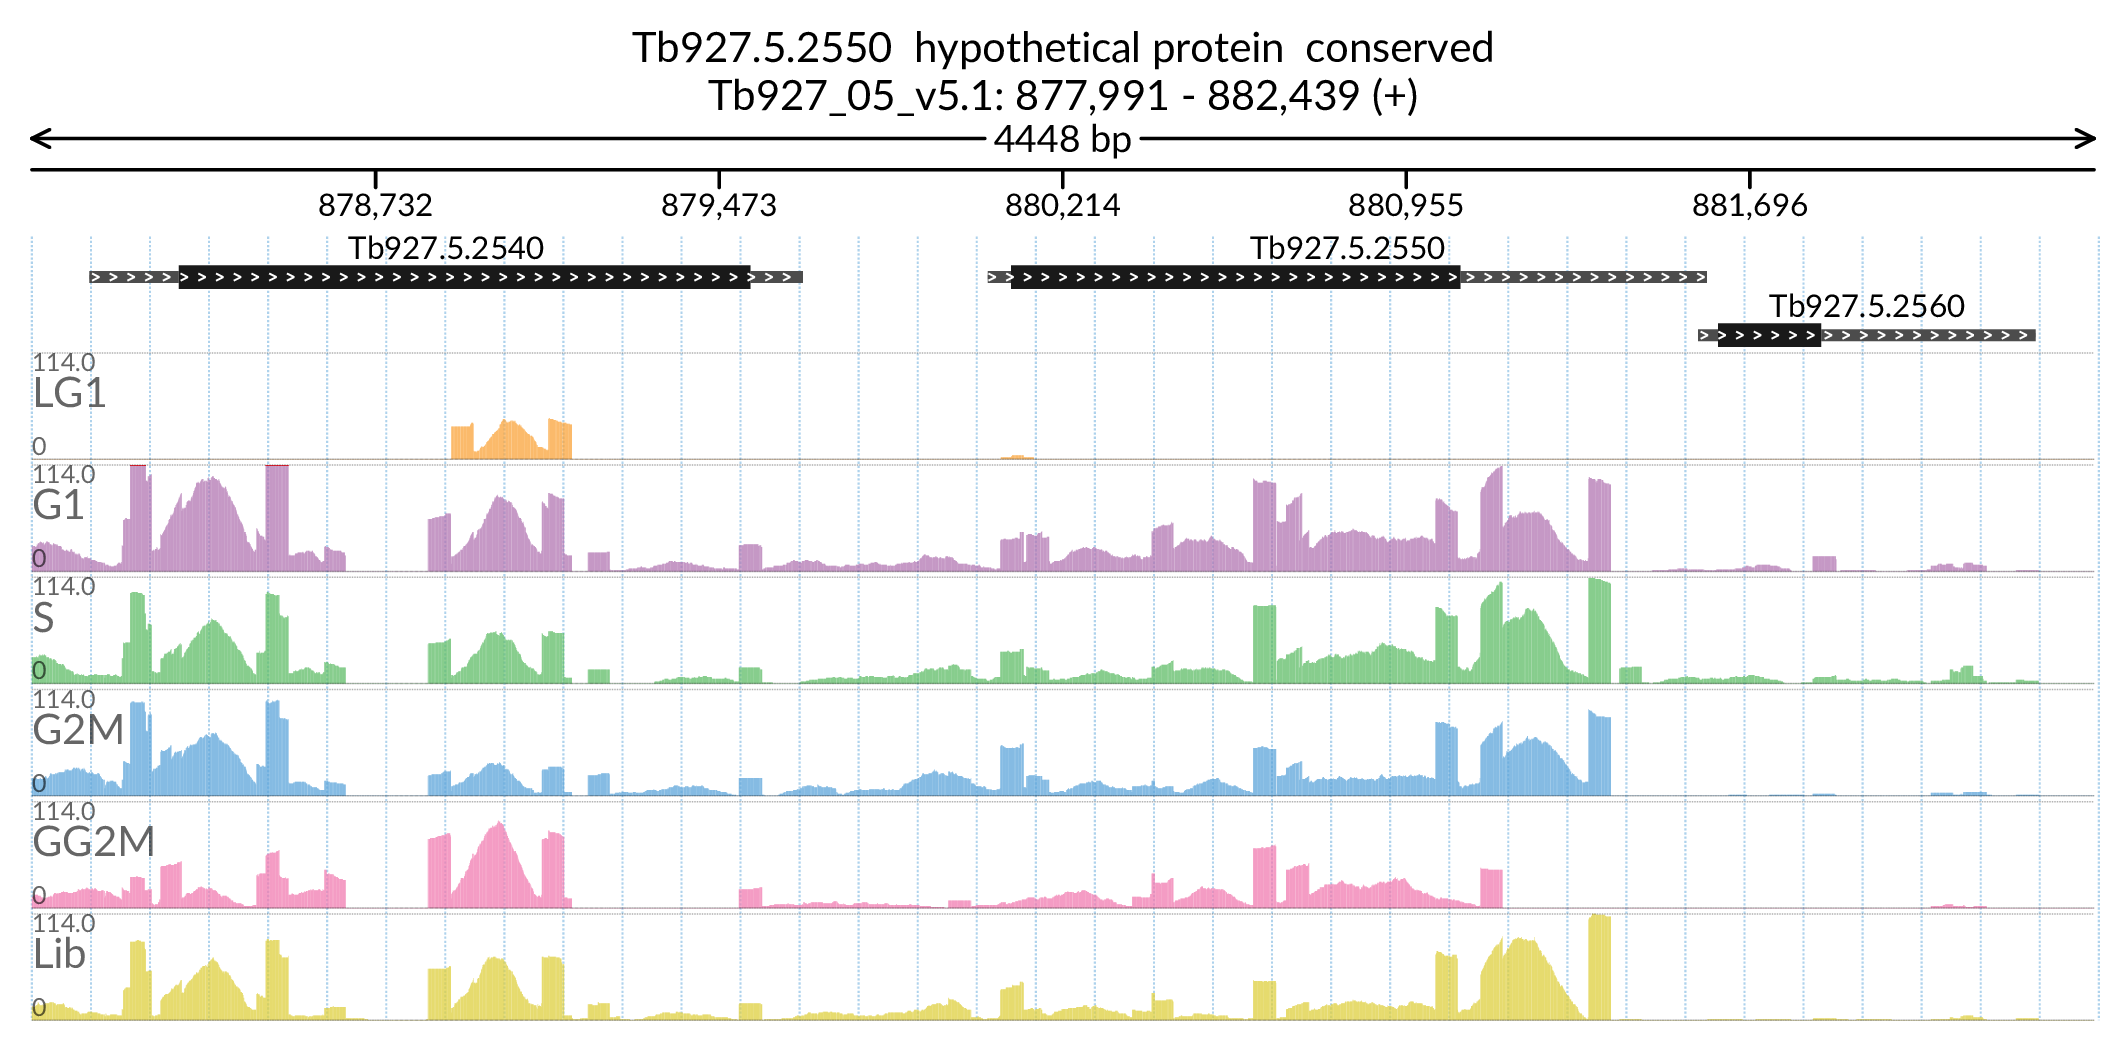 Tb927.5.2550  hypothetical protein  conserved
Tb927_05_v5.1: 877,991 - 882,439 (+)
4448 bp
878,732 879,473 880,214 880,955 881,696
Tb927.5.2540 Tb927.5.2550
Tb927.5.2560
114.0
LG1
0
114.0
G1
0
114.0
S
0
114.0
G2M
0
114.0
GG2M
0
114.0
Lib
0